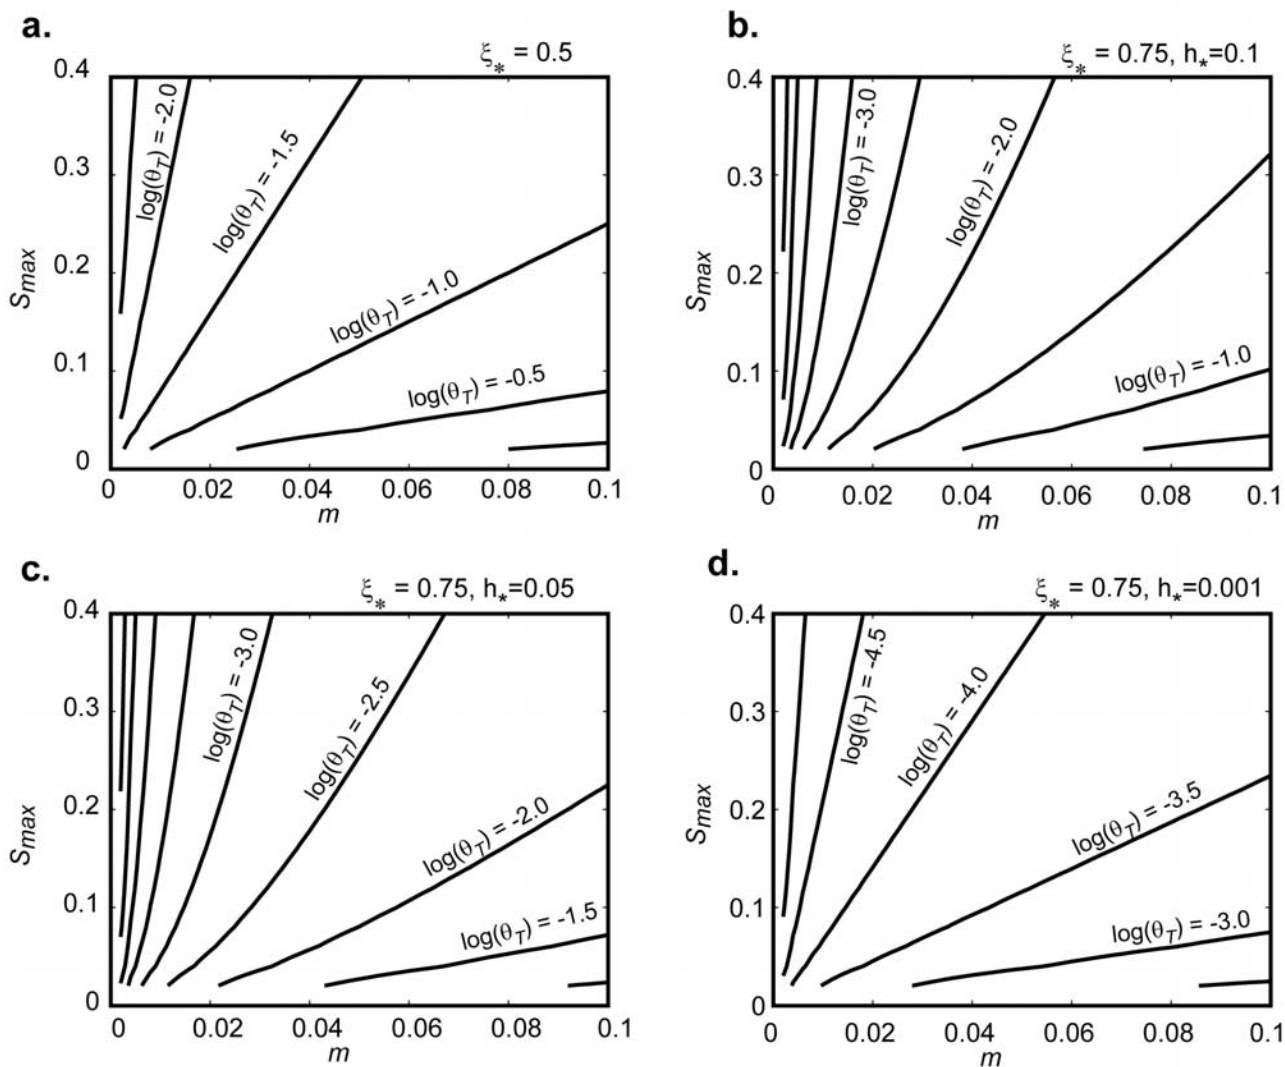 a.
ξ* = 0.5
0.4
0.3
0.2
0.1
0
Smax
log(θT) = -2.0
log(θT) = -1.5
log(θT) = -1.0
log(θT) = -0.5
0 0.02 0.04 0.06 0.08 0.1
m
b.
ξ* = 0.75, h*=0.1
0.4
0.3
0.2
0.1
0
Smax
log(θT) = -3.0
log(θT) = -2.0
log(θT) = -1.0
0 0.02 0.04 0.06 0.08 0.1
m
c.
ξ* = 0.75, h*=0.05
0.4
0.3
0.2
0.1
0
Smax
log(θT) = -3.0
log(θT) = -2.5
log(θT) = -2.0
log(θT) = -1.5
0 0.02 0.04 0.06 0.08 0.1
m
d.
ξ* = 0.75, h*=0.001
0.4
0.3
0.2
0.1
0
Smax
log(θT) = -4.5
log(θT) = -4.0
log(θT) = -3.5
log(θT) = -3.0
0 0.02 0.04 0.06 0.08 0.1
m